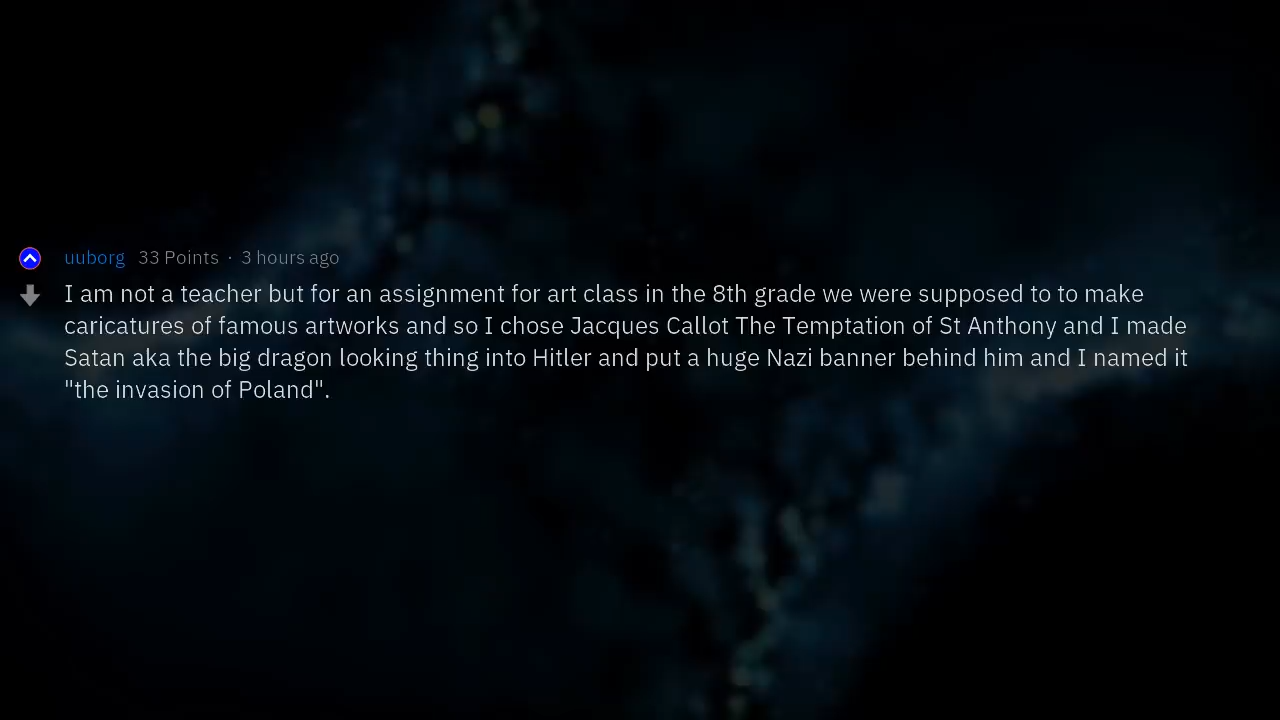 uuborg 33 Points · 3 hours ago
I am not a teacher but for an assignment for art class in the 8th grade we were supposed to to make
caricatures of famous artworks and so I chose Jacques Callot The Temptation of St Anthony and I made
Satan aka the big dragon looking thing into Hitler and put a huge Nazi banner behind him and I named it
"the invasion of Poland".